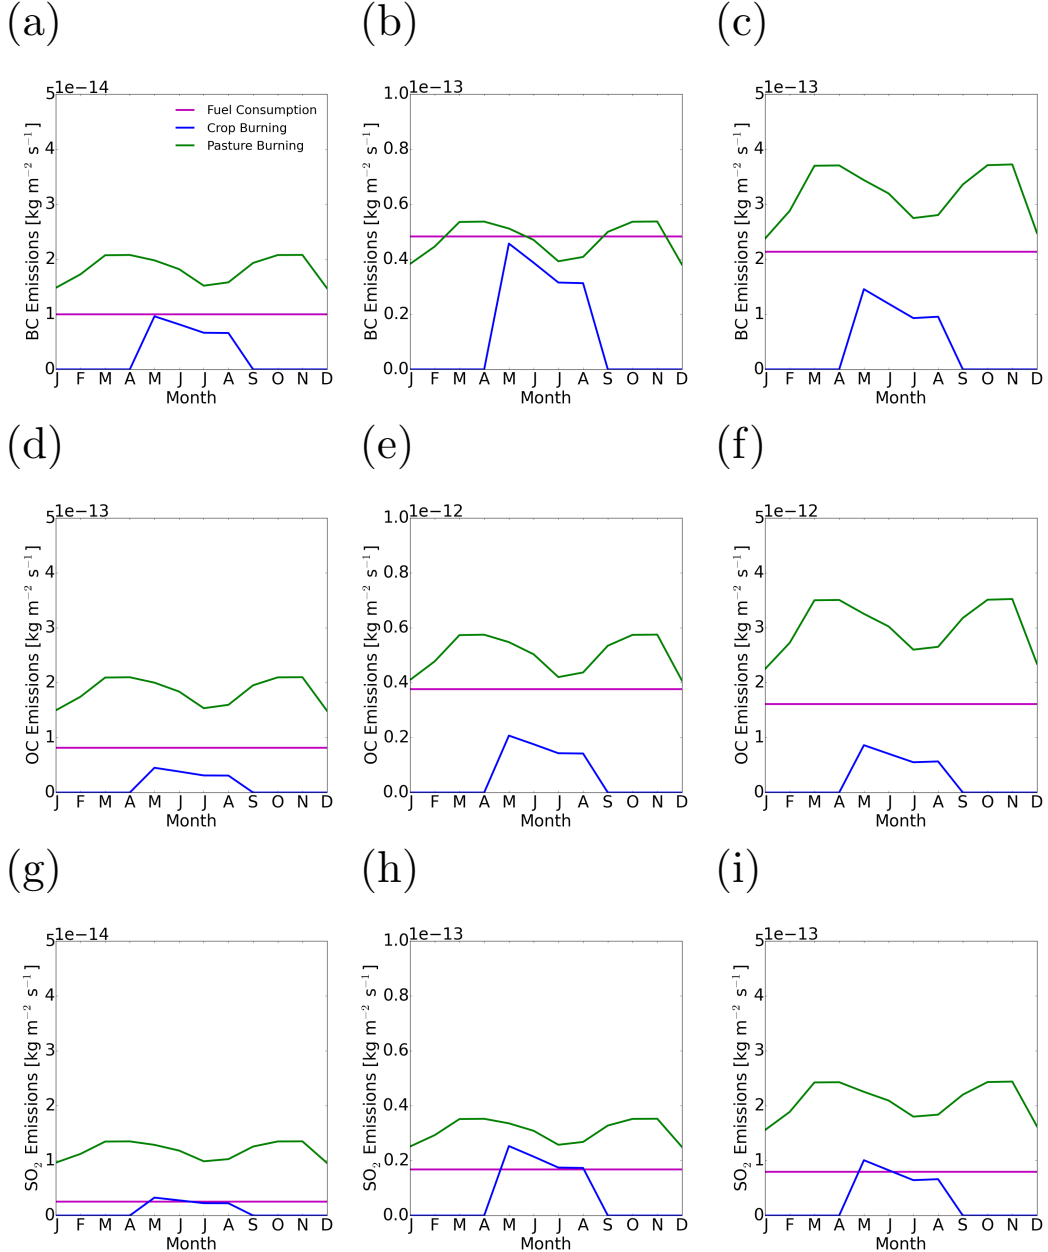 (a) (b) (c)
1e−14 1e−13 1e−13
BC Emissions [kg m−2 s−1]
5
4
3
2
1
0
Fuel Consumption
Crop Burning
Pasture Burning
J F M A M J J A S O N D
Month
BC Emissions [kg m−2 s−1]
1.0
0.8
0.6
0.4
0.2
0.0
J F M A M J J A S O N D
Month
BC Emissions [kg m−2 s−1]
5
4
3
2
1
0
J F M A M J J A S O N D
Month
(d) (e) (f)
1e−13 1e−12 1e−12
OC Emissions [kg m−2 s−1]
5
4
3
2
1
0
J F M A M J J A S O N D
Month
OC Emissions [kg m−2 s−1]
1.0
0.8
0.6
0.4
0.2
0.0
J F M A M J J A S O N D
Month
OC Emissions [kg m−2 s−1]
5
4
3
2
1
0
J F M A M J J A S O N D
Month
(g) (h) (i)
1e−14 1e−13 1e−13
SO2 Emissions [kg m−2 s−1]
5
4
3
2
1
0
J F M A M J J A S O N D
Month
SO2 Emissions [kg m−2 s−1]
1.0
0.8
0.6
0.4
0.2
0.0
J F M A M J J A S O N D
Month
SO2 Emissions [kg m−2 s−1]
5
4
3
2
1
0
J F M A M J J A S O N D
Month